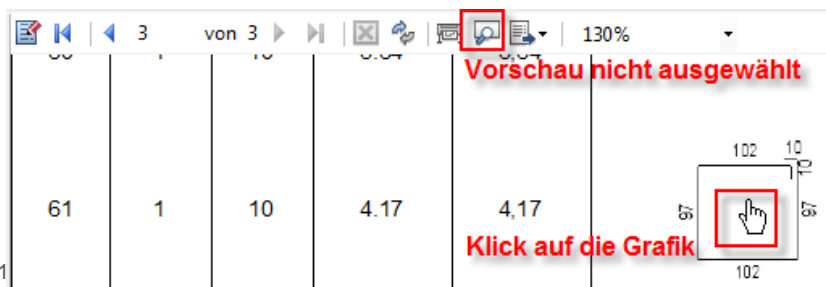 3 von 3 130%
Vorschau nicht ausgewählt
102 10
10
61 1 10 4.17 4,17 97 97
Klick auf die Grafik
102
1